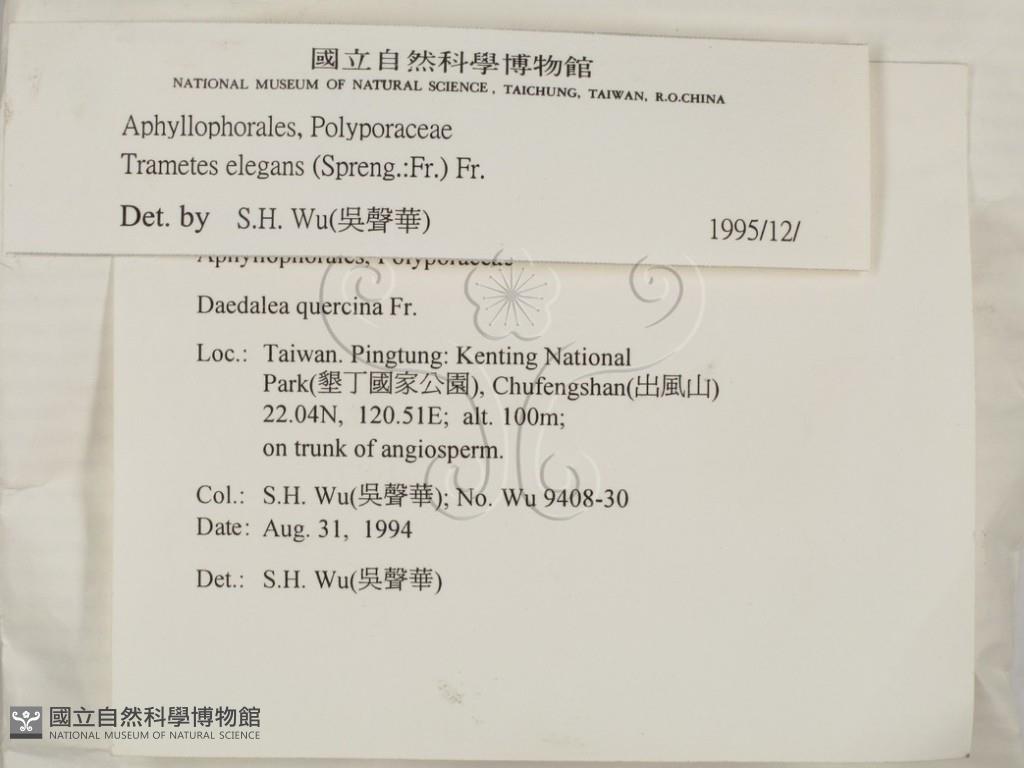 國立自然科學博物館
NATIONAL MUSEUM OF NATURAL SCIENCE, TAICHUNG, TAIWAN, R.O.CHINA
Aphyllophorales, Polyporaceae
Trametes elegans (Spreng.:Fr.) Fr.
Det. by S.H. Wu(吳聲華) 1995/12/
Aphyllophorales, Polyporaceae
Daedalea quercina Fr.
Loc.: Taiwan. Pingtung: Kenting National
Park(墾丁國家公園), Chufengshan(出風山)
22.04N, 120.51E; alt. 100m;
on trunk of angiosperm.
Col.: S.H. Wu(吳聲華); No. Wu 9408-30
Date: Aug. 31, 1994
Det.: S.H. Wu(吳聲華)
國立自然科學博物館
NATIONAL MUSEUM OF NATURAL SCIENCE